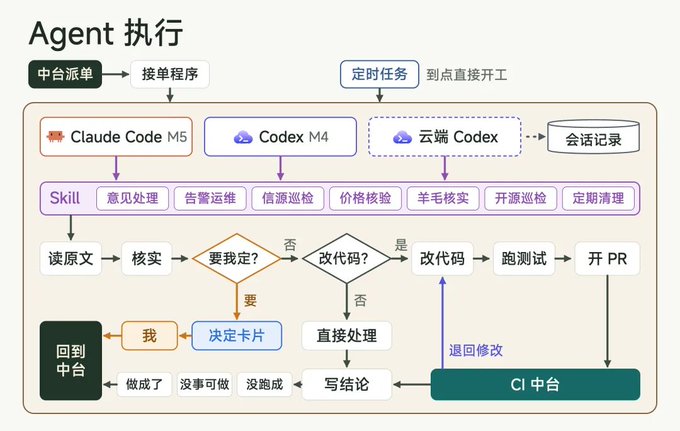 Agent 执行
中台派单
接单程序
定时任务
到点直接开工
Claude Code M5
Codex M4
云端 Codex
会话记录
Skill
意见处理
告警运维
信源巡检
价格核验
羊毛核实
开源巡检
定期清理
读原文
核实
要我定?
否
改代码?
是
改代码
跑测试
开 PR
要
否
回到
中台
我
决定卡片
直接处理
退回修改
做成了
没事可做
没跑成
写结论
CI 中台